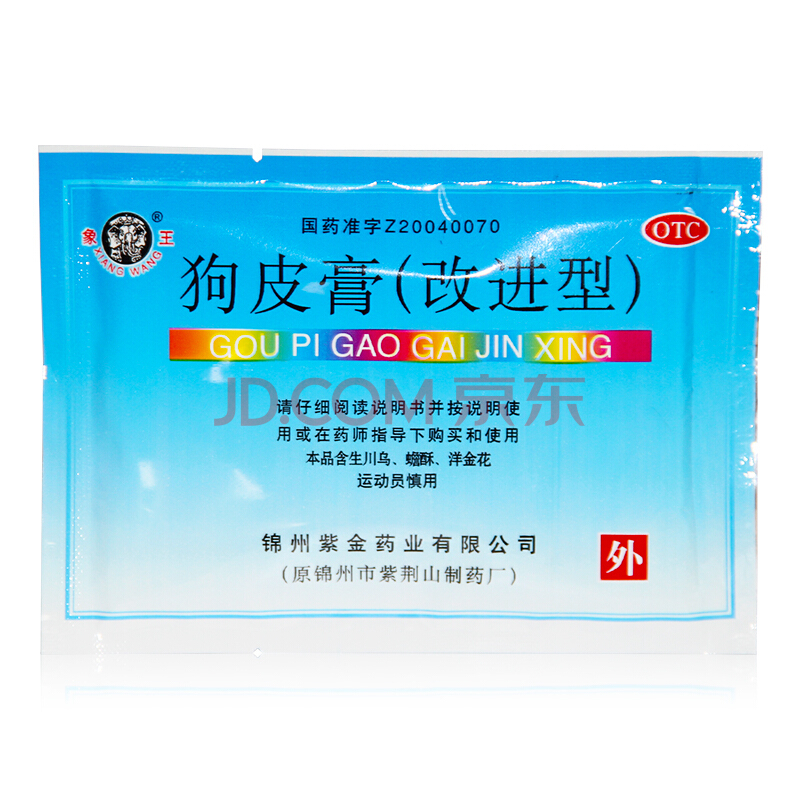 国药准字Z20040070
象 王 ®
XIANG WANG
OTC
狗皮膏(改进型)
GOU PI GAO GAI JIN XING
JD.COM 京东
请仔细阅读说明书并按说明使
用或在药师指导下购买和使用
本品含生川乌、蟾酥、洋金花
运动员慎用
锦州紫金药业有限公司
(原锦州市紫荆山制药厂)
外